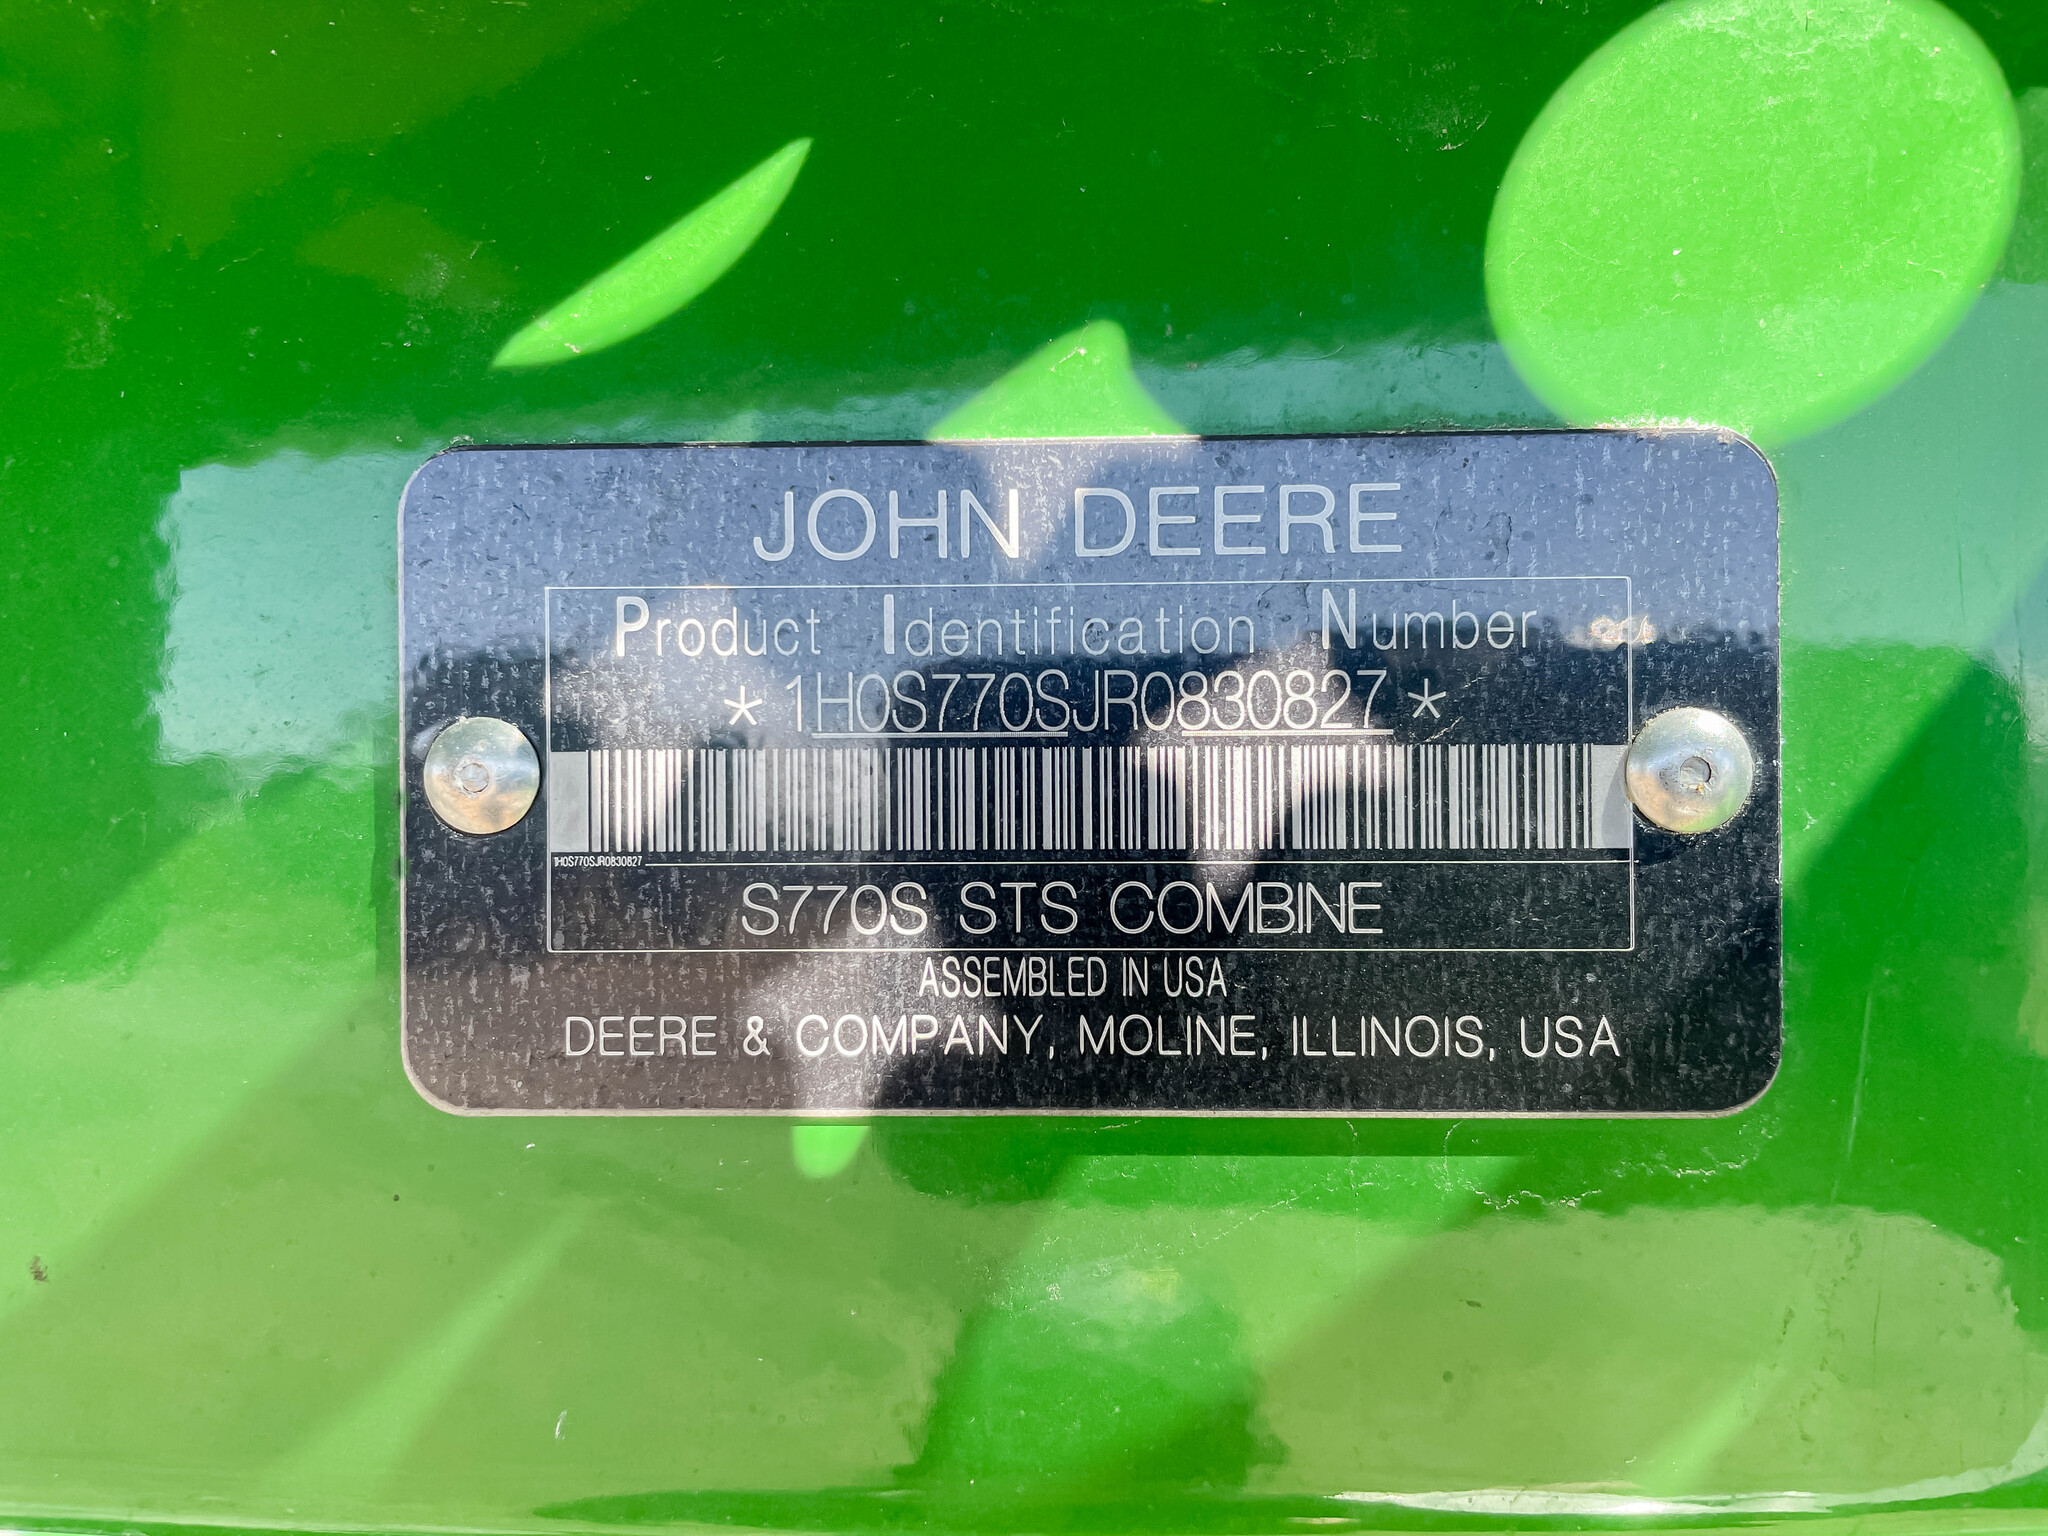 JOHN DEERE
Product Identification Number
* 1H0S770SJR0830827 *
1H0S770SJR0830827
S770S STS COMBINE
ASSEMBLED IN USA
DEERE & COMPANY, MOLINE, ILLINOIS, USA